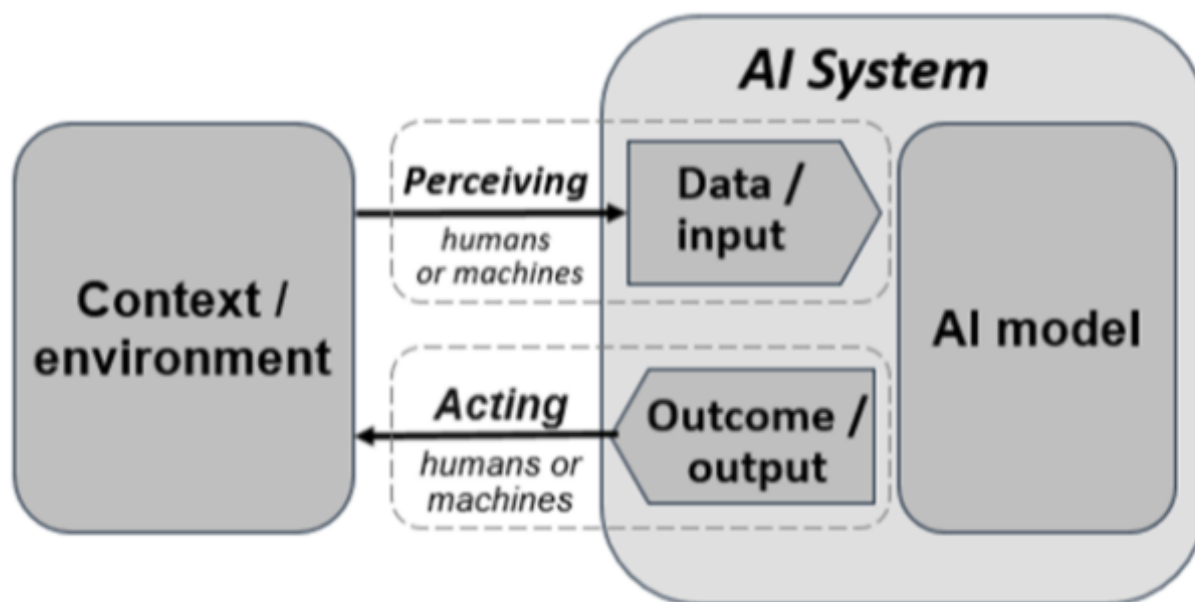 AI System
Perceiving
humans
or machines
Data /
input
Context /
environment
AI model
Acting
humans or
machines
Outcome /
output